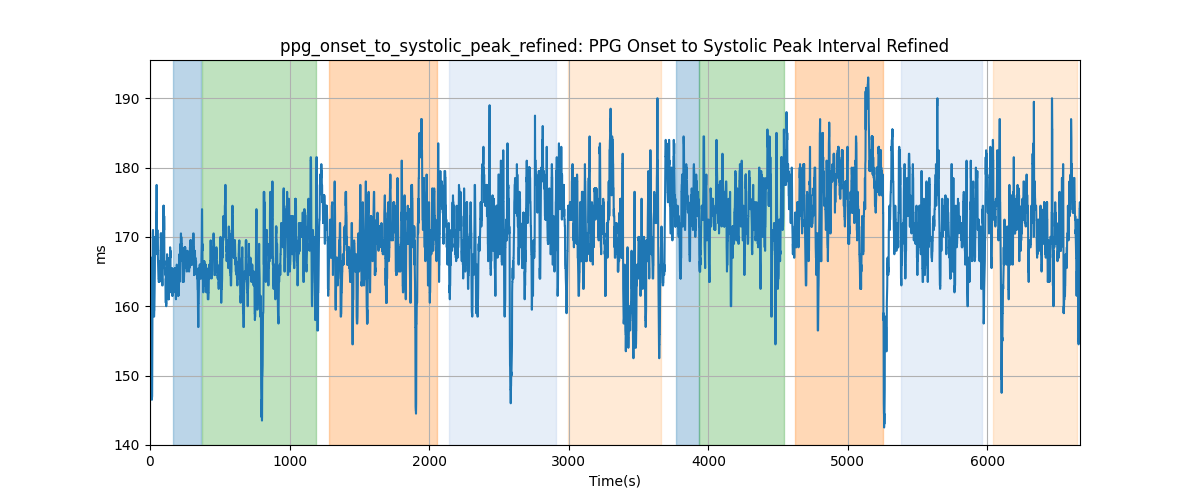 ppg_onset_to_systolic_peak_refined: PPG Onset to Systolic Peak Interval Refined
190
180
170
160
150
140
ms
0 1000 2000 3000 4000 5000 6000
Time(s)